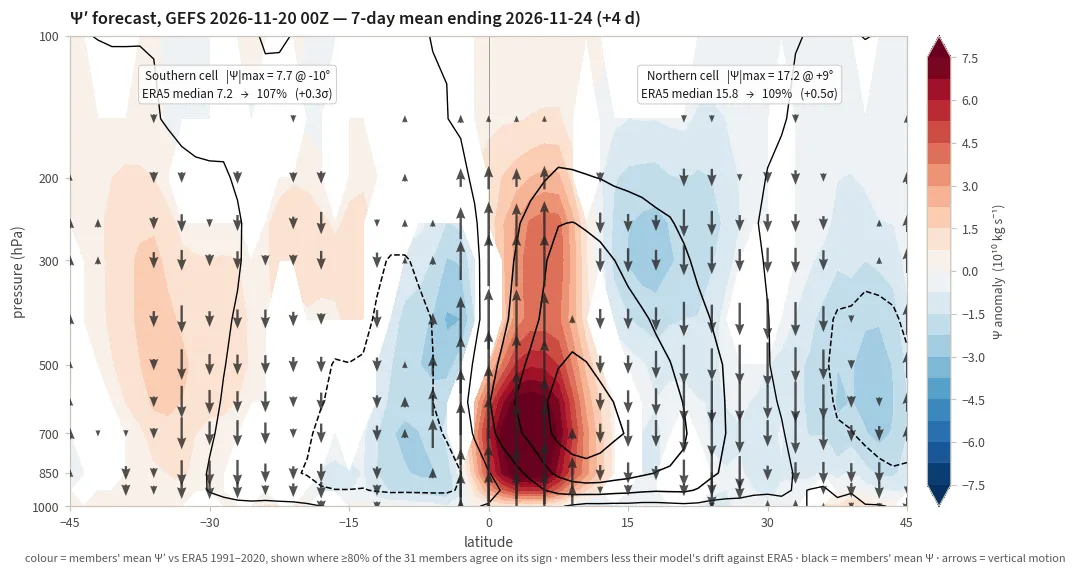 Ψ′ forecast, GEFS 2026-11-20 00Z — 7-day mean ending 2026-11-24 (+4 d)
Southern cell |Ψ|max = 7.7 @ -10°
ERA5 median 7.2 → 107% (+0.3σ)
Northern cell |Ψ|max = 17.2 @ +9°
ERA5 median 15.8 → 109% (+0.5σ)
pressure (hPa)
100
200
300
400
500
700
850
1000
−45
−30
−15
0
15
30
45
latitude
7.5
6.0
4.5
3.0
1.5
0.0
−1.5
−3.0
−4.5
−6.0
−7.5
Ψ anomaly (10¹⁰ kg s⁻¹)
colour = members' mean Ψ′ vs ERA5 1991–2020, shown where ≥80% of the 31 members agree on its sign · members less their model's drift against ERA5 · black = members' mean Ψ · arrows = vertical motion